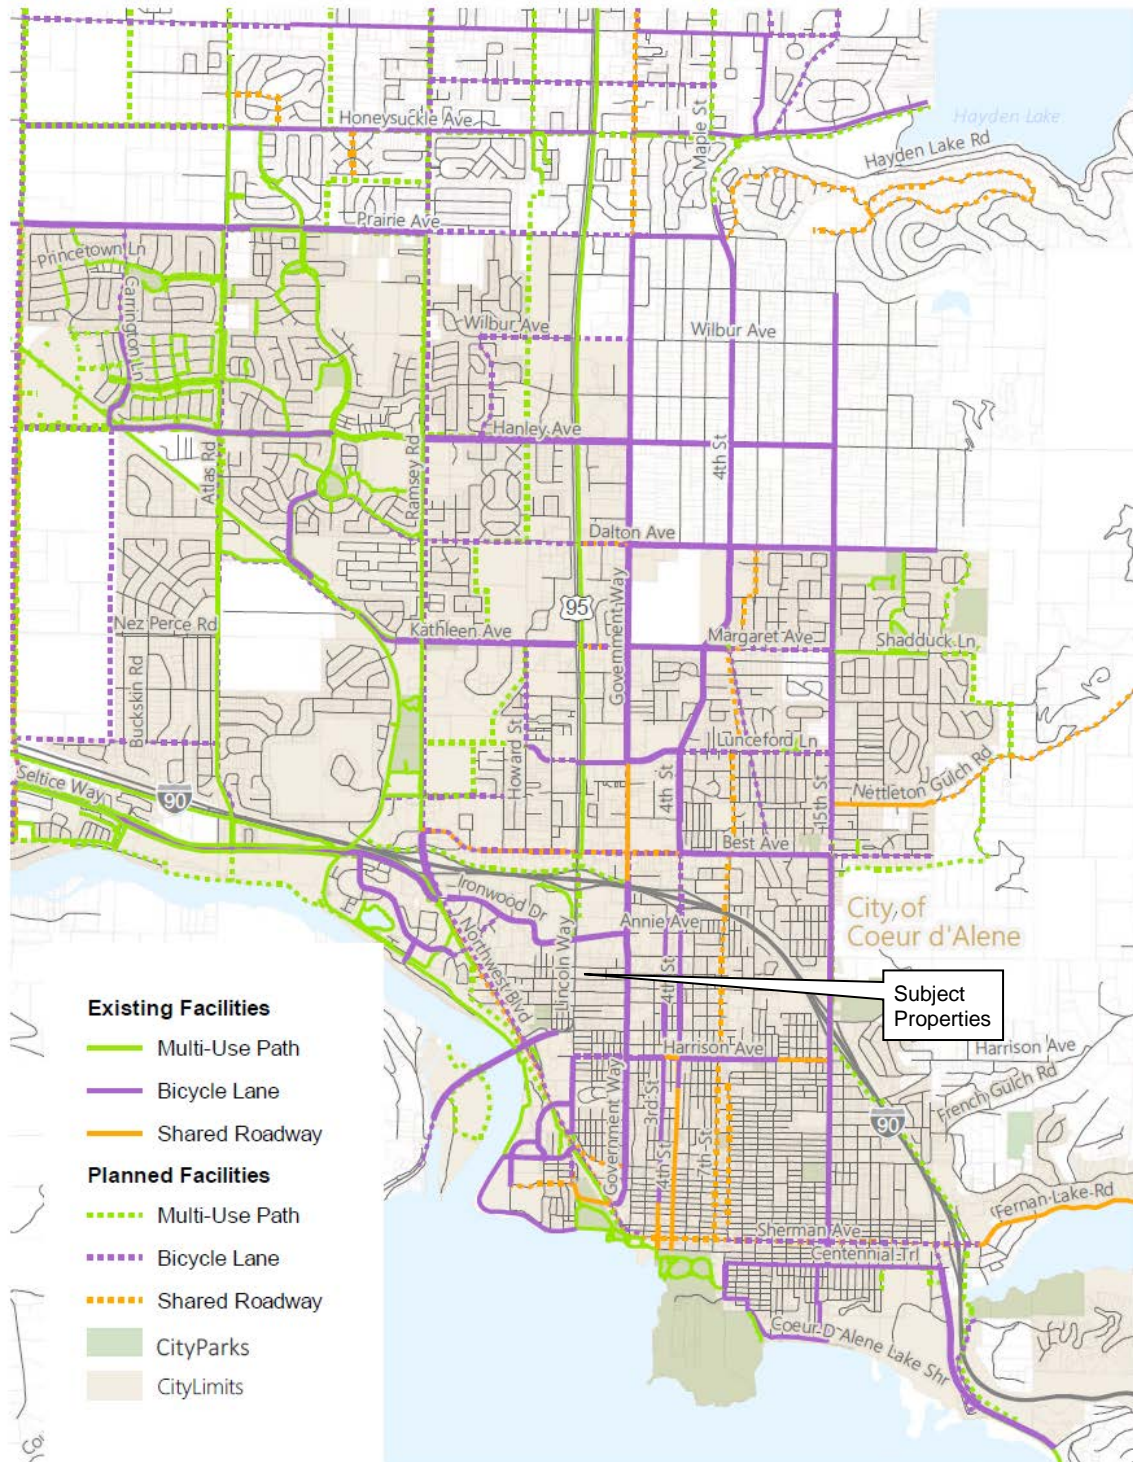 Maple St
Honeysuckle Ave
Hayden Lake
Hayden Lake Rd
Prairie Ave
Princetown Ln
Carrington Ln
Wilbur Ave
Wilbur Ave
Hanley Ave
Atlas Rd
Ramsey Rd
4th St
Dalton Ave
95
Government Way
Nez Perce Rd
Kathleen Ave
Margaret Ave
Shadduck Ln
Buckskin Rd
Howard St
Lunceford Ln
Seltice Way
90
4th St
15th St
Nettleton Gulch Rd
Best Ave
Ironwood Dr
Annie Ave
City of
Coeur d'Alene
Northwest Blvd
Lincoln Way
4th St
Subject
Properties
Existing Facilities
Multi-Use Path
Bicycle Lane
Shared Roadway
Harrison Ave
Harrison Ave
French Gulch Rd
90
Government Way
3rd St
4th St
7th St
Planned Facilities
Multi-Use Path
Bicycle Lane
Shared Roadway
CityParks
CityLimits
Fernan Lake Rd
Sherman Ave
Centennial Trl
Coeur D'Alene Lake Shr